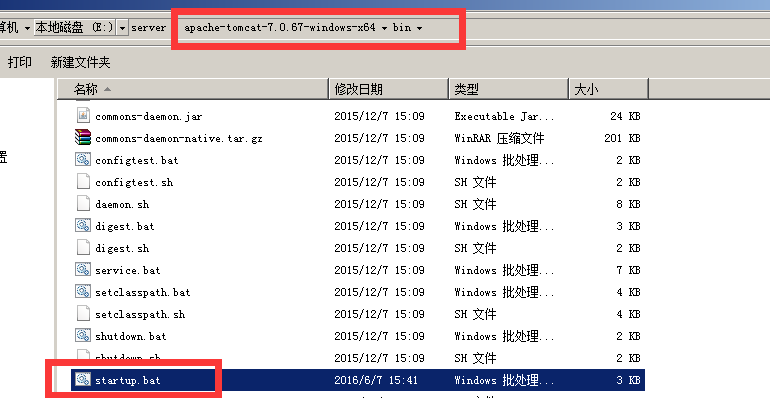 算机 ▾ 本地磁盘 (E:) ▾ server apache-tomcat-7.0.67-windows-x64 ▾ bin ▾
打印 新建文件夹
名称 修改日期 类型 大小
commons-daemon.jar 2015/12/7 15:09 Executable Jar... 24 KB
commons-daemon-native.tar.gz 2015/12/7 15:09 WinRAR 压缩文件 201 KB
configtest.bat 2015/12/7 15:09 Windows 批处理... 2 KB
置
configtest.sh 2015/12/7 15:09 SH 文件 2 KB
daemon.sh 2015/12/7 15:09 SH 文件 8 KB
digest.bat 2015/12/7 15:09 Windows 批处理... 3 KB
digest.sh 2015/12/7 15:09 SH 文件 2 KB
service.bat 2015/12/7 15:09 Windows 批处理... 7 KB
setclasspath.bat 2015/12/7 15:09 Windows 批处理... 4 KB
setclasspath.sh 2015/12/7 15:09 SH 文件 4 KB
shutdown.bat 2015/12/7 15:09 Windows 批处理... 2 KB
shutdown.sh 2015/12/7 15:09 SH 文件 2 KB
startup.bat 2016/6/7 15:41 Windows 批处理... 3 KB